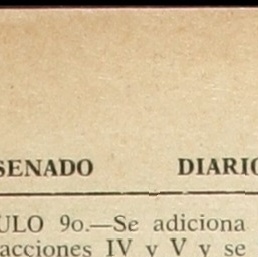 SENADO DIARIO
ULO 9o.—Se adiciona
acciones IV y V y se